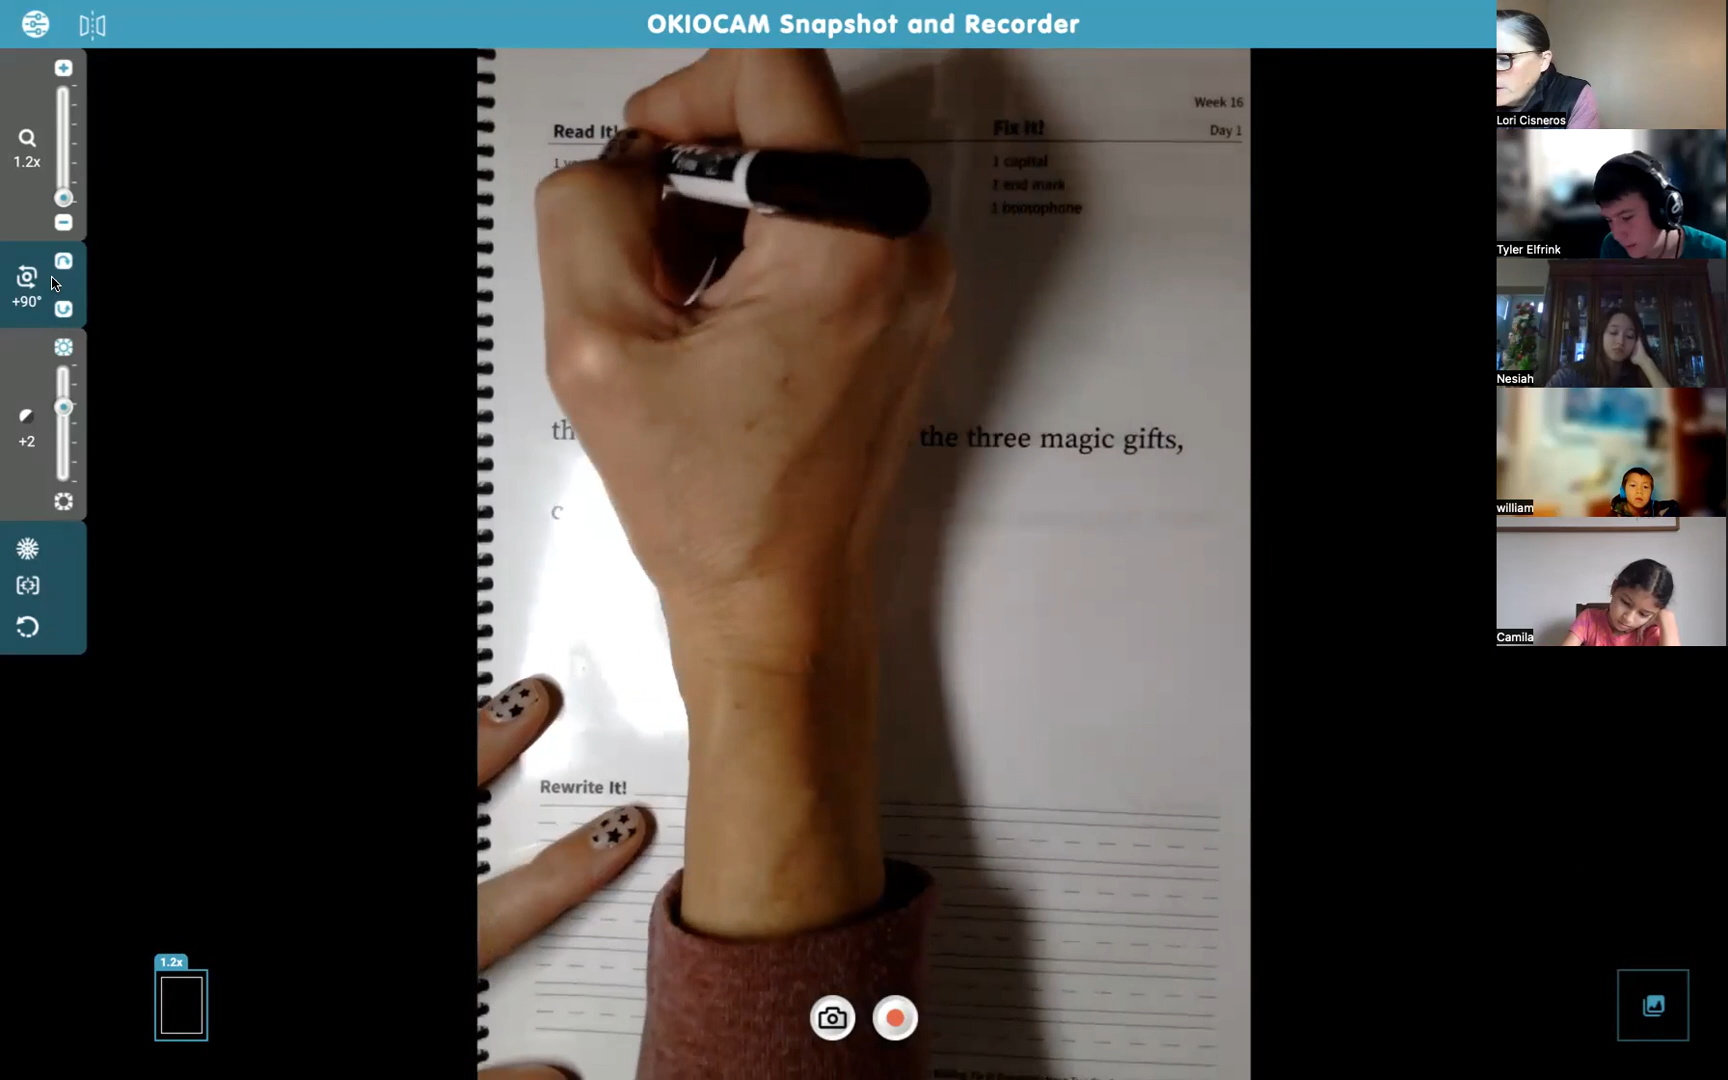 OKIOCAM Snapshot and Recorder
1.2x
+90°
+2
1.2x
Week 16
Read It!
Fix It!
Day 1
1 capital
1 end mark
1 homophone
the three magic gifts,
Rewrite It!
Lori Cisneros
Tyler Elfrink
Nesiah
william
Camila